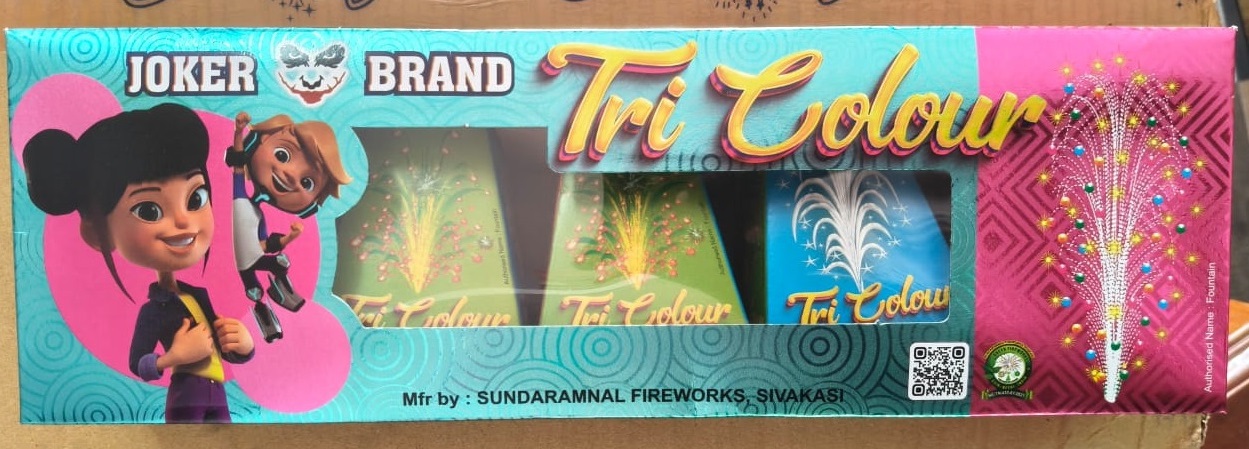 JOKER BRAND
Tri Colour
Tri Colour
Tri Colour
Tri Colour
Mfr by : SUNDARAMNAL FIREWORKS, SIVAKASI
Authorised Name : Fountain